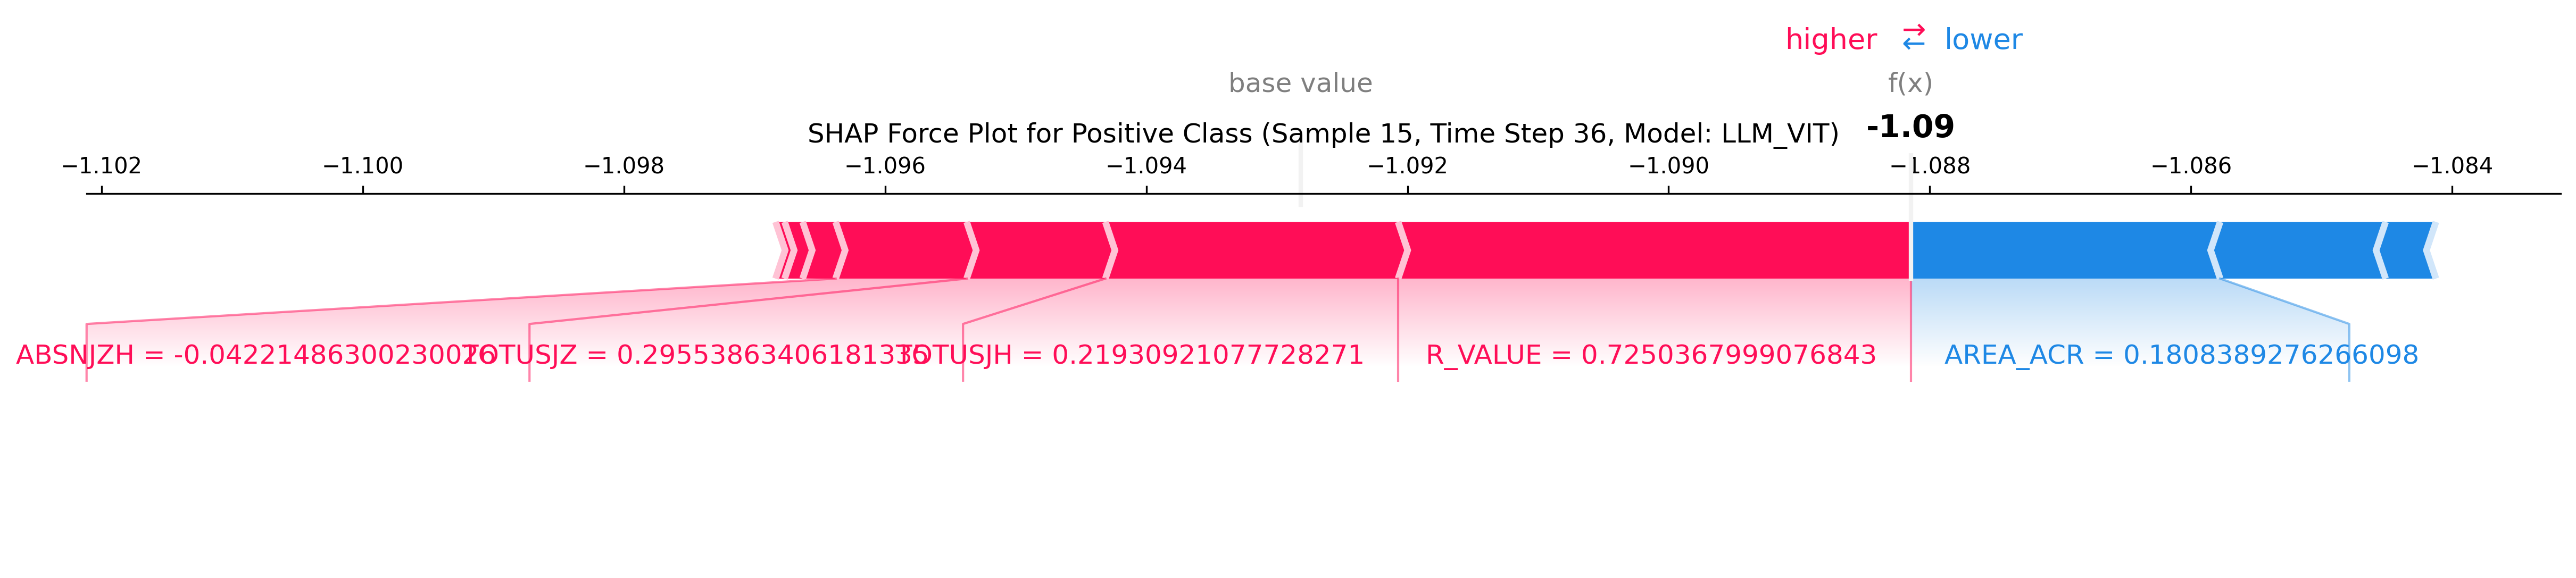 higher ⇄ lower
base value f(x)
SHAP Force Plot for Positive Class (Sample 15, Time Step 36, Model: LLM_VIT) -1.09
−1.102 −1.100 −1.098 −1.096 −1.094 −1.092 −1.090 −1.088 −1.086 −1.084
ABSNJZH = -0.04221486300230026 TOTUSJZ = 0.29553863406181335 TOTUSJH = 0.21930921077728271 R_VALUE = 0.7250367999076843 AREA_ACR = 0.1808389276266098